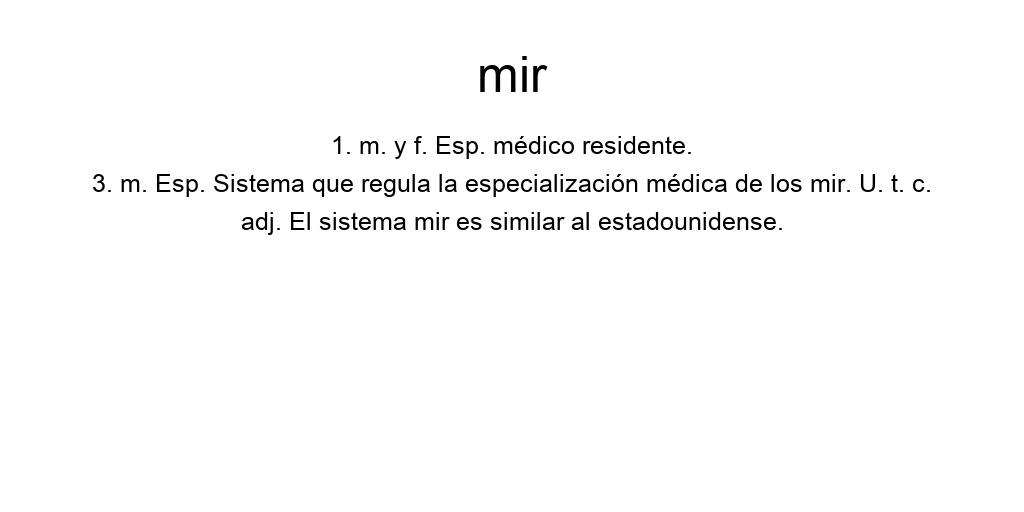 mir
1. m. y f. Esp. médico residente.
3. m. Esp. Sistema que regula la especialización médica de los mir. U. t. c.
adj. El sistema mir es similar al estadounidense.